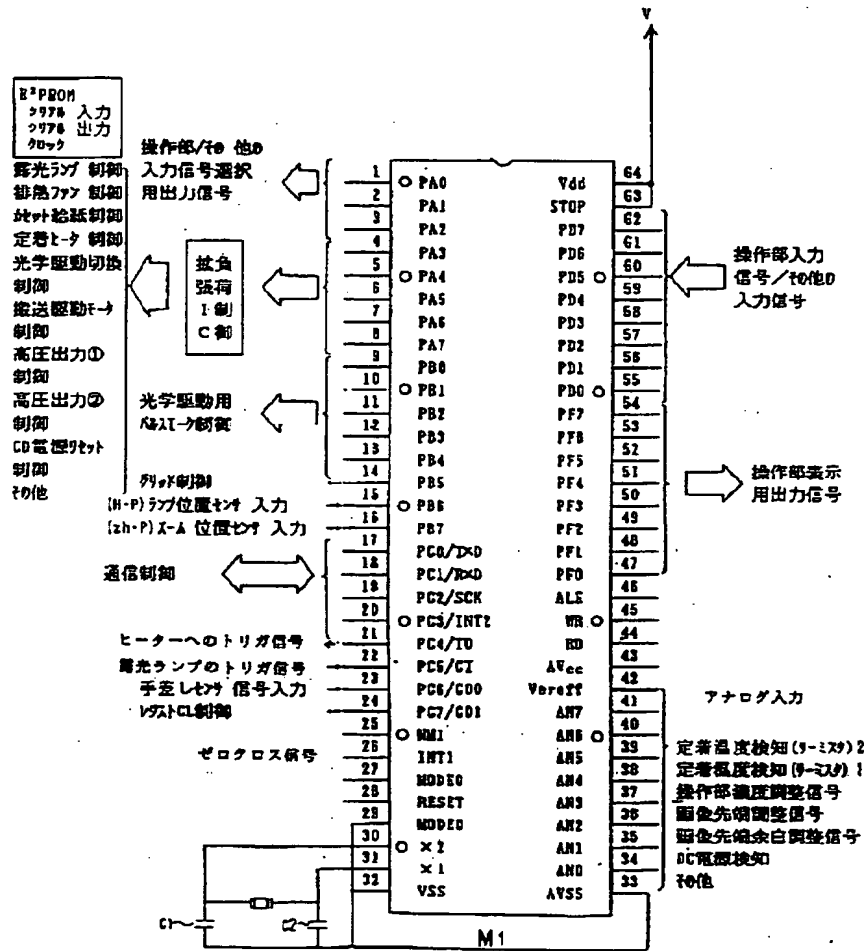 V
E²PROM
シリアル 入力
シリアル 出力
クロック
露光ランプ 制御
排熱ファン 制御
カセット給紙制御
定着ヒータ 制御
光学駆動切換
制御
搬送駆動モータ
制御
高圧出力①
制御
高圧出力②
制御
CD電源リセット
制御
その他
操作部/その他の
入力信号選択
用出力信号
拡負
張荷
I制
C御
光学駆動用
パルスモータ制御
グリッド制御
(H・P)ランプ位置センサ 入力
(zh・P)ズーム 位置センサ 入力
通信制御
ヒーターへのトリガ信号
露光ランプのトリガ信号
手差しセンサ 信号入力
レジストCL制御
ゼロクロス信号
1 PA0
2 PA1
3 PA2
4 PA3
5 PA4
6 PA5
7 PA6
8 PA7
9 PB0
10 PB1
11 PB2
12 PB3
13 PB4
14 PB5
15 PB6
16 PB7
17 PC0/TXD
18 PC1/RXD
19 PC2/SCK
20 PC3/INT2
21 PC4/TO
22 PC5/CI
23 PC6/CO0
24 PC7/CO1
25 NMI
26 INT1
27 MODE0
28 RESET
29 MODE0
30 X2
31 X1
32 VSS
64 Vdd
63 STOP
62 PD7
61 PD6
60 PD5
59 PD4
58 PD3
57 PD2
56 PD1
55 PD0
54 PF7
53 PF6
52 PF5
51 PF4
50 PF3
49 PF2
48 PF1
47 PF0
46 ALE
45 WR
44 RD
43 AVcc
42 Vareff
41 AN7
40 AN6
39 AN5
38 AN4
37 AN3
36 AN2
35 AN1
34 AN0
33 AVSS
操作部入力
信号/その他の
入力信号
操作部表示
用出力信号
アナログ入力
定着温度検知(サーミスタ)2
定着温度検知(サーミスタ)1
操作部濃度調整信号
画像先端調整信号
画像先端余白調整信号
DC電源検知
その他
C1
C2
M1